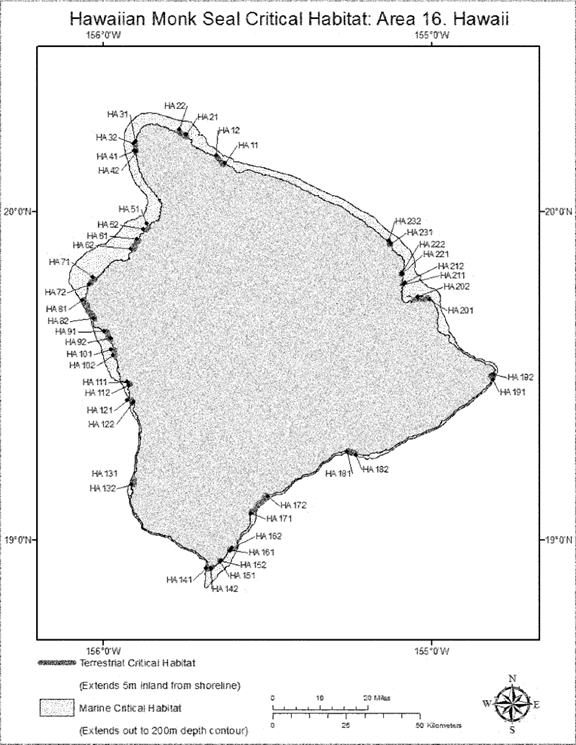 Hawaiian Monk Seal Critical Habitat: Area 16. Hawaii
156°0'W 155°0'W
HA 22
HA 21
HA 31
HA 12
HA 32
HA 11
HA 41
HA 42
20°0'N 20°0'N
HA 51
HA 52
HA 61
HA 62
HA 232
HA 231
HA 222
HA 221
HA 212
HA 211
HA 202
HA 201
HA 71
HA 72
HA 81
HA 82
HA 91
HA 92
HA 101
HA 102
HA 111
HA 112
HA 121
HA 122
HA 192
HA 191
HA 181
HA 182
HA 131
HA 132
HA 172
HA 171
19°0'N 19°0'N
HA 162
HA 161
HA 152
HA 151
HA 141
HA 142
156°0'W 155°0'W
Terrestrial Critical Habitat
(Extends 5m inland from shoreline)
Marine Critical Habitat
(Extends out to 200m depth contour)
0 10 20 Miles
0 25 50 Kilometers
N
W E
S